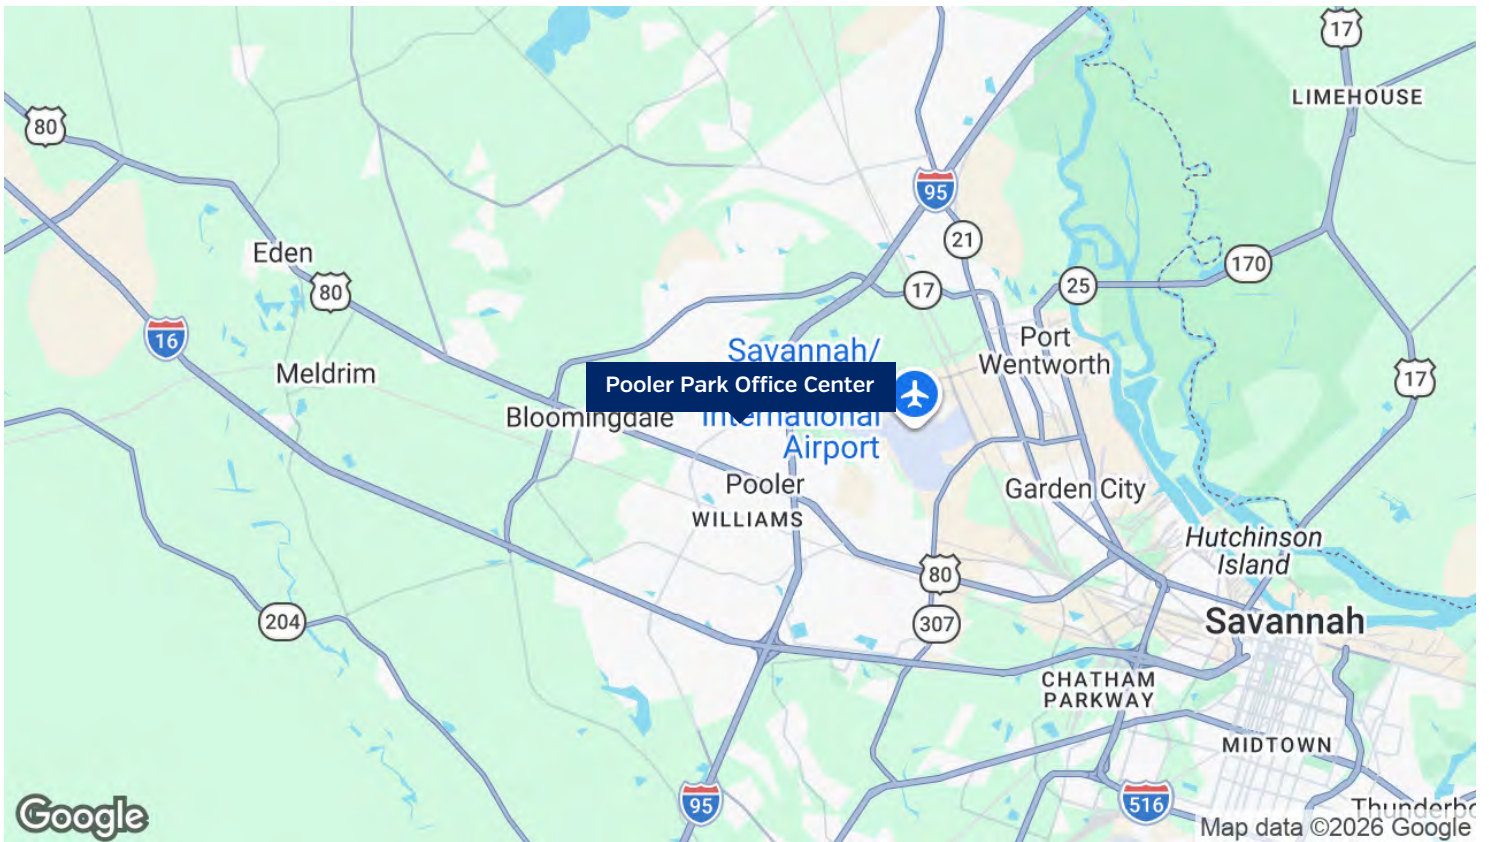 17
LIMEHOUSE
80
95
21
Eden
170
80
17
25
16
Port
Wentworth
Savannah/
International
Airport
Pooler Park Office Center
Meldrim
17
Bloomingdale
Pooler
WILLIAMS
Garden City
Hutchinson
Island
80
204
307
Savannah
CHATHAM
PARKWAY
MIDTOWN
95
516
Google
Map data ©2026 Google